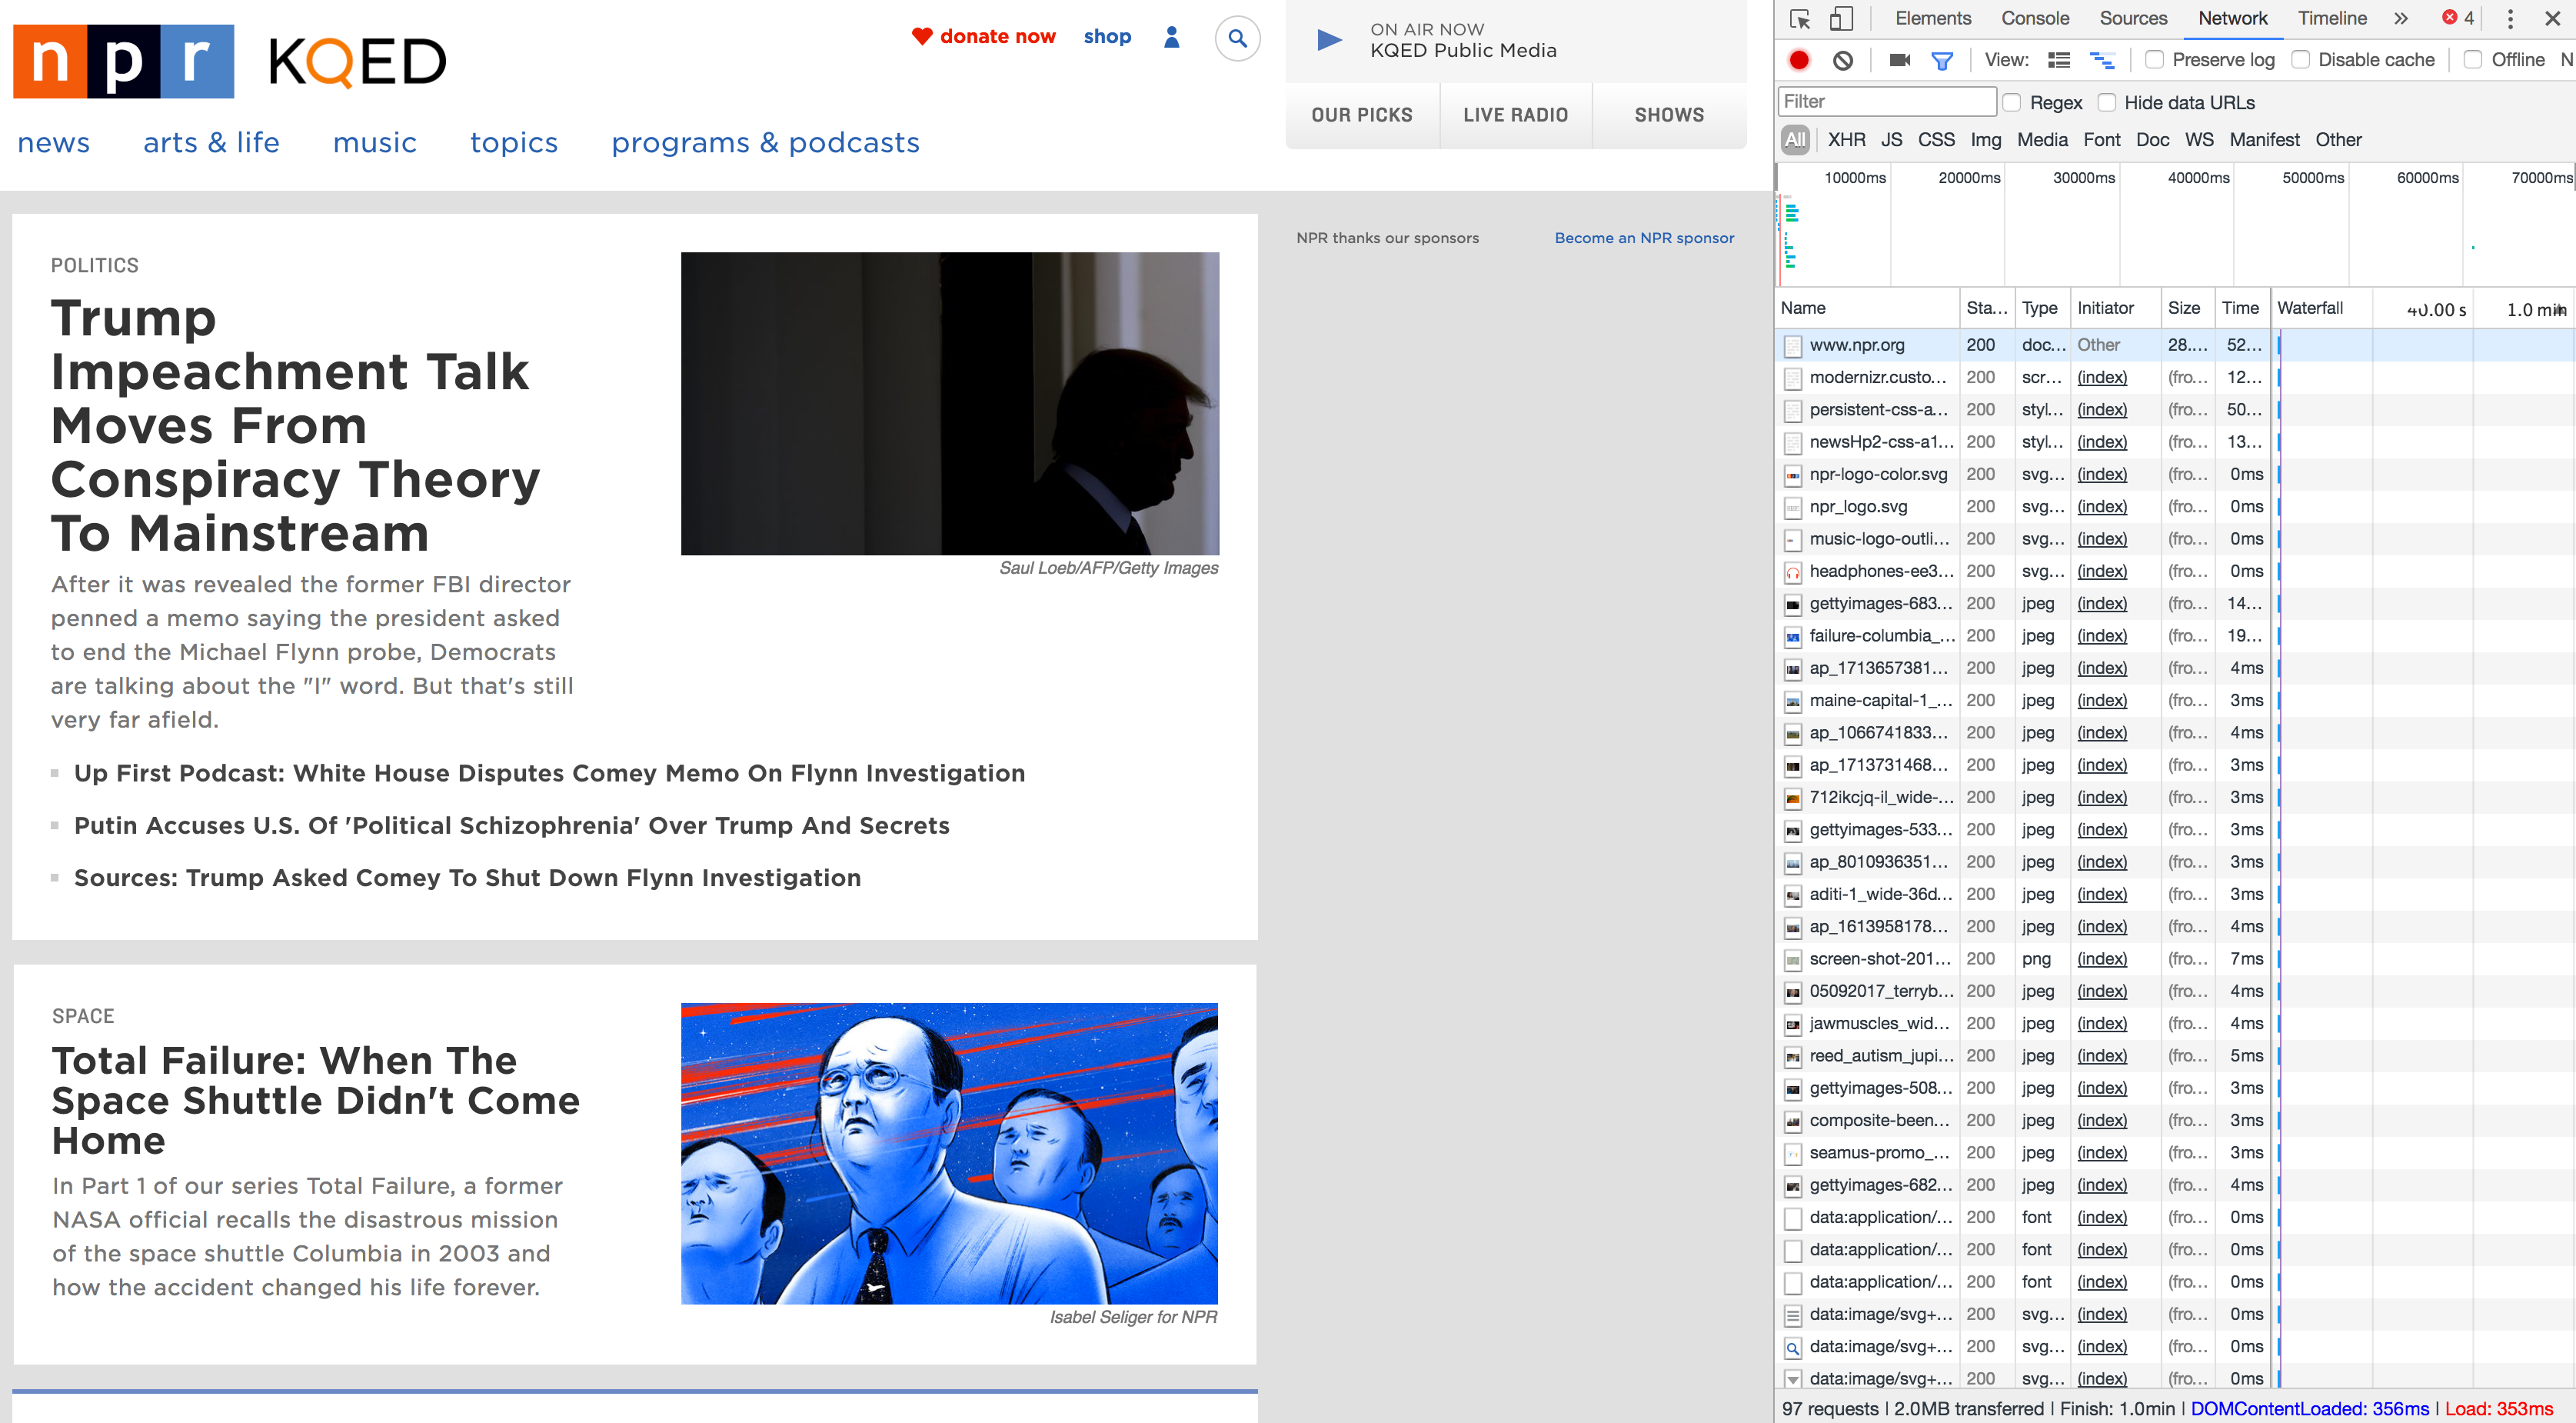 npr KQED
donate now shop
ON AIR NOW
KQED Public Media
OUR PICKS LIVE RADIO SHOWS
news arts & life music topics programs & podcasts
NPR thanks our sponsors Become an NPR sponsor
POLITICS
Trump
Impeachment Talk
Moves From
Conspiracy Theory
To Mainstream
After it was revealed the former FBI director
penned a memo saying the president asked
to end the Michael Flynn probe, Democrats
are talking about the "I" word. But that's still
very far afield.
Saul Loeb/AFP/Getty Images
Up First Podcast: White House Disputes Comey Memo On Flynn Investigation
Putin Accuses U.S. Of 'Political Schizophrenia' Over Trump And Secrets
Sources: Trump Asked Comey To Shut Down Flynn Investigation
SPACE
Total Failure: When The
Space Shuttle Didn't Come
Home
In Part 1 of our series Total Failure, a former
NASA official recalls the disastrous mission
of the space shuttle Columbia in 2003 and
how the accident changed his life forever.
Isabel Seliger for NPR
Elements Console Sources Network Timeline » 4
View: Preserve log Disable cache Offline N
Filter Regex Hide data URLs
All XHR JS CSS Img Media Font Doc WS Manifest Other
10000ms 20000ms 30000ms 40000ms 50000ms 60000ms 70000ms
Name Sta... Type Initiator Size Time Waterfall 40.00 s 1.0 min
www.npr.org 200 doc... Other 28.... 52...
modernizr.custo... 200 scr... (index) (fro... 12...
persistent-css-a... 200 styl... (index) (fro... 50...
newsHp2-css-a1... 200 styl... (index) (fro... 13...
npr-logo-color.svg 200 svg... (index) (fro... 0ms
npr_logo.svg 200 svg... (index) (fro... 0ms
music-logo-outli... 200 svg... (index) (fro... 0ms
headphones-ee3... 200 svg... (index) (fro... 0ms
gettyimages-683... 200 jpeg (index) (fro... 14...
failure-columbia_... 200 jpeg (index) (fro... 19...
ap_1713657381... 200 jpeg (index) (fro... 4ms
maine-capital-1_... 200 jpeg (index) (fro... 3ms
ap_1066741833... 200 jpeg (index) (fro... 4ms
ap_1713731468... 200 jpeg (index) (fro... 3ms
712ikcjq-il_wide-... 200 jpeg (index) (fro... 3ms
gettyimages-533... 200 jpeg (index) (fro... 3ms
ap_8010936351... 200 jpeg (index) (fro... 3ms
aditi-1_wide-36d... 200 jpeg (index) (fro... 3ms
ap_1613958178... 200 jpeg (index) (fro... 4ms
screen-shot-201... 200 png (index) (fro... 7ms
05092017_terryb... 200 jpeg (index) (fro... 4ms
jawmuscles_wid... 200 jpeg (index) (fro... 4ms
reed_autism_jupi... 200 jpeg (index) (fro... 5ms
gettyimages-508... 200 jpeg (index) (fro... 3ms
composite-been... 200 jpeg (index) (fro... 3ms
seamus-promo_... 200 jpeg (index) (fro... 3ms
gettyimages-682... 200 jpeg (index) (fro... 4ms
data:application/... 200 font (index) (fro... 0ms
data:application/... 200 font (index) (fro... 0ms
data:application/... 200 font (index) (fro... 0ms
data:image/svg+... 200 svg... (index) (fro... 0ms
data:image/svg+... 200 svg... (index) (fro... 0ms
data:image/svg+... 200 svg... (index) (fro... 0ms
97 requests | 2.0MB transferred | Finish: 1.0min | DOMContentLoaded: 356ms | Load: 353ms